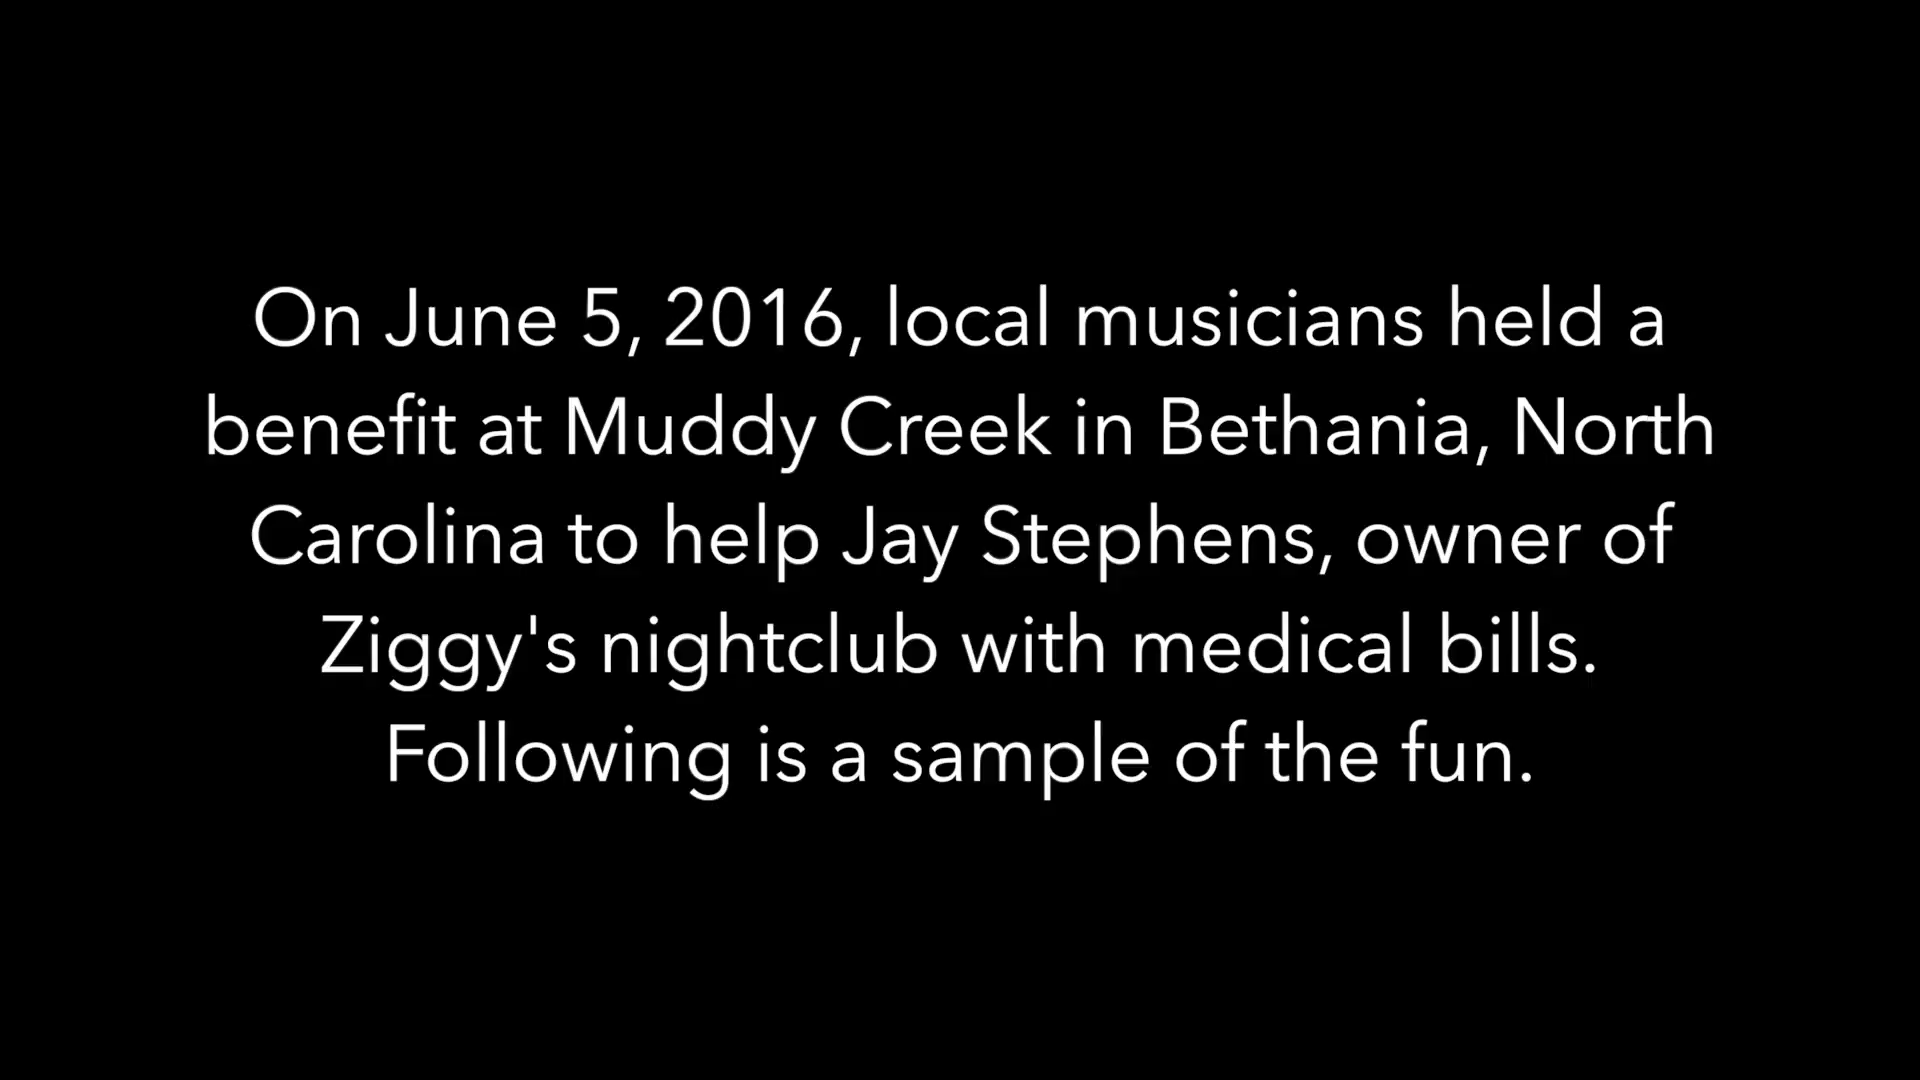 On June 5, 2016, local musicians held a
benefit at Muddy Creek in Bethania, North
Carolina to help Jay Stephens, owner of
Ziggy's nightclub with medical bills.
Following is a sample of the fun.